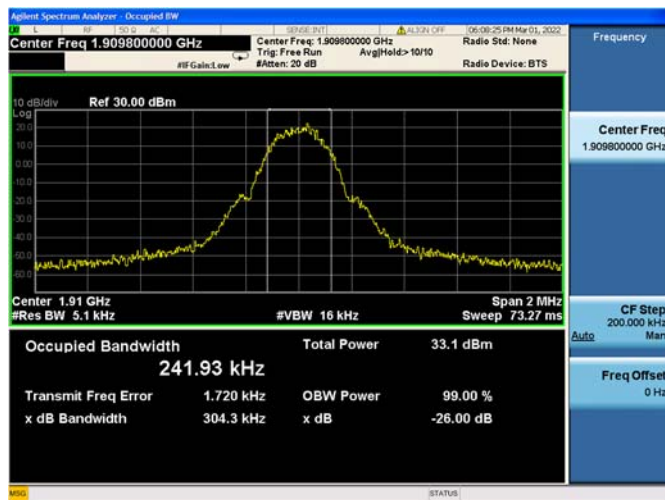 Agilent Spectrum Analyzer - Occupied BW
L RF 50 Ω AC SENSE:INT ALIGN OFF 06:08:25 PM Mar 01, 2022
Center Freq 1.909800000 GHz Center Freq: 1.909800000 GHz Radio Std: None
Trig: Free Run Avg|Hold:> 10/10
#IFGain:Low #Atten: 20 dB Radio Device: BTS
Frequency
10 dB/div Ref 30.00 dBm
Log
20.0
10.0
0.00
-10.0
-20.0
-30.0
-40.0
-50.0
-60.0
Center 1.91 GHz Span 2 MHz
#Res BW 5.1 kHz #VBW 16 kHz Sweep 73.27 ms
Occupied Bandwidth Total Power 33.1 dBm
241.93 kHz
Transmit Freq Error 1.720 kHz OBW Power 99.00 %
x dB Bandwidth 304.3 kHz x dB -26.00 dB
Center Freq
1.909800000 GHz
CF Step
200.000 kHz
Auto Man
Freq Offset
0 Hz
MSG STATUS